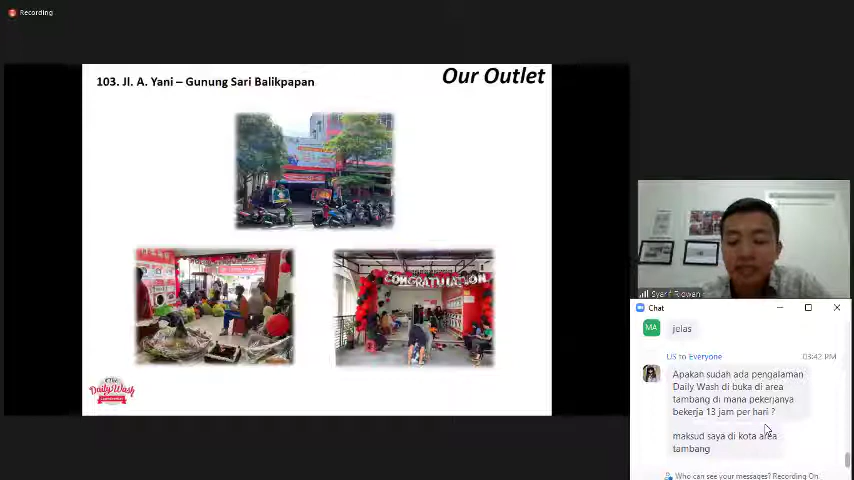 Recording
103. Jl. A. Yani – Gunung Sari Balikpapan
Our Outlet
CONGRATULATION
The
DailyWash
Syarif Ridwan
Chat
MA
jelas
US to Everyone
03:42 PM
Apakah sudah ada pengalaman
Daily Wash di buka di area
tambang di mana pekerjanya
bekerja 13 jam per hari ?
maksud saya di kota area
tambang
Who can see your messages? Recording On